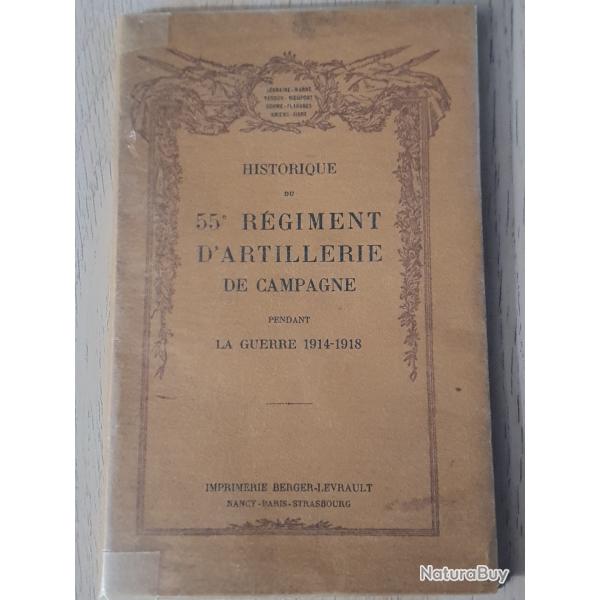 LORRAINE - MARNE
VERDUN - NIEUPORT
SOMME - FLANDRES
AMIENS - OISE
HISTORIQUE
DU
55e RÉGIMENT
D'ARTILLERIE
DE CAMPAGNE
PENDANT
LA GUERRE 1914-1918
IMPRIMERIE BERGER-LEVRAULT
NANCY-PARIS-STRASBOURG
NaturaBuy